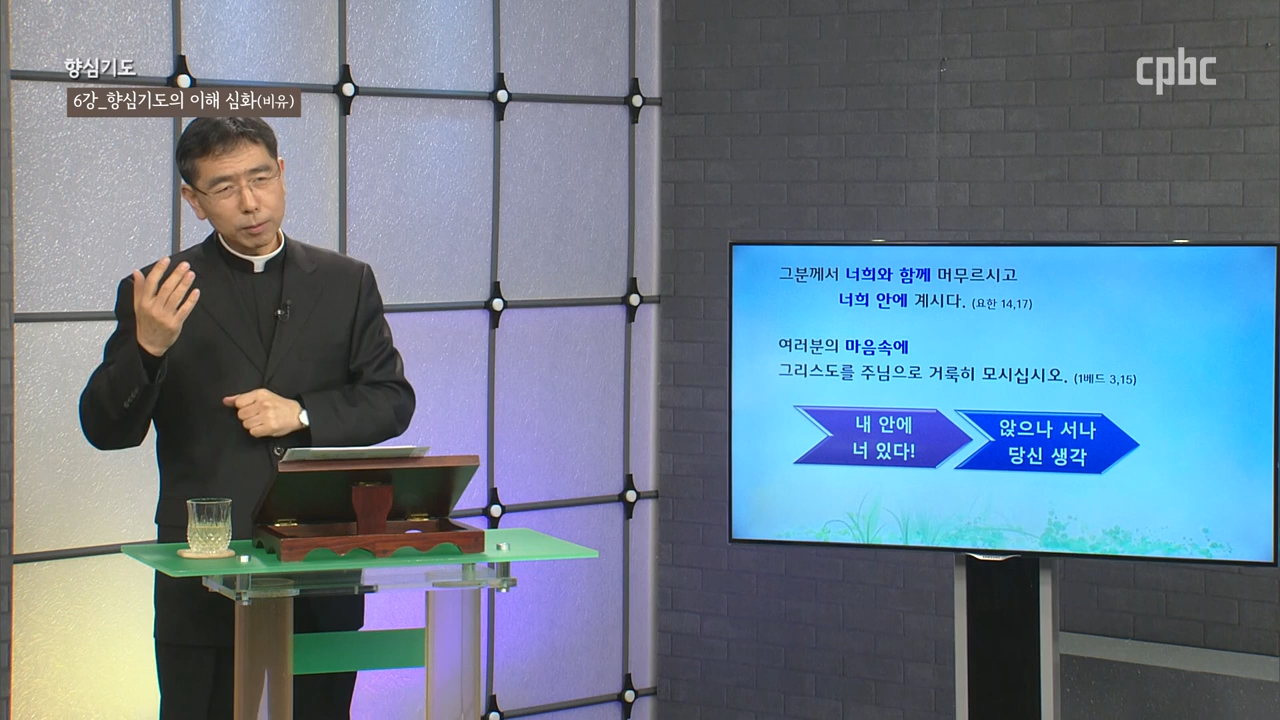 향심기도
6강_향심기도의 이해 심화(비유)
cpbc
그분께서 너희와 함께 머무르시고
너희 안에 계시다. (요한 14,17)
여러분의 마음속에
그리스도를 주님으로 거룩히 모시십시오. (1베드 3,15)
내 안에
너 있다!
앉으나 서나
당신 생각